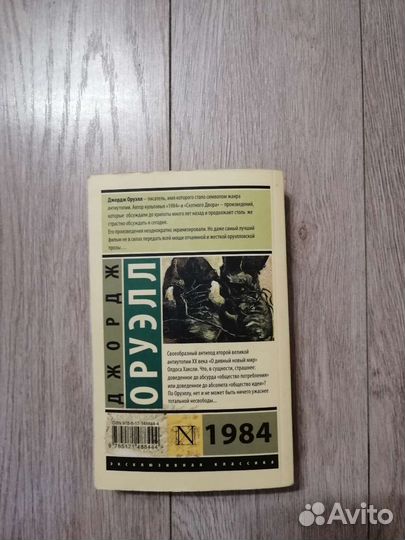 Джордж Оруэлл – писатель, имя которого стало символом жанра
антиутопии. Автор культовых «1984» и «Скотного Двора» – произведений,
которые обсуждали до хрипоты много лет назад и продолжают столь же
страстно обсуждать и сегодня.
Его произведения неоднократно экранизировали. Но даже самый лучший
фильм не в силах передать всей мощи отчаянной и жесткой оруэлловской
прозы...
ДЖОРДЖ
ОРУЭЛЛ
Своеобразный антипод второй великой
антиутопии XX века «О дивный новый мир»
Олдоса Хаксли. Что, в сущности, страшнее:
доведенное до абсурда «общество потребления»
или доведенное до абсолюта «общество идеи»?
По Оруэллу, нет и не может быть ничего ужаснее
тотальной несвободы...
N
1984
ЭКСКЛЮЗИВНАЯ КЛАССИКА
Avito